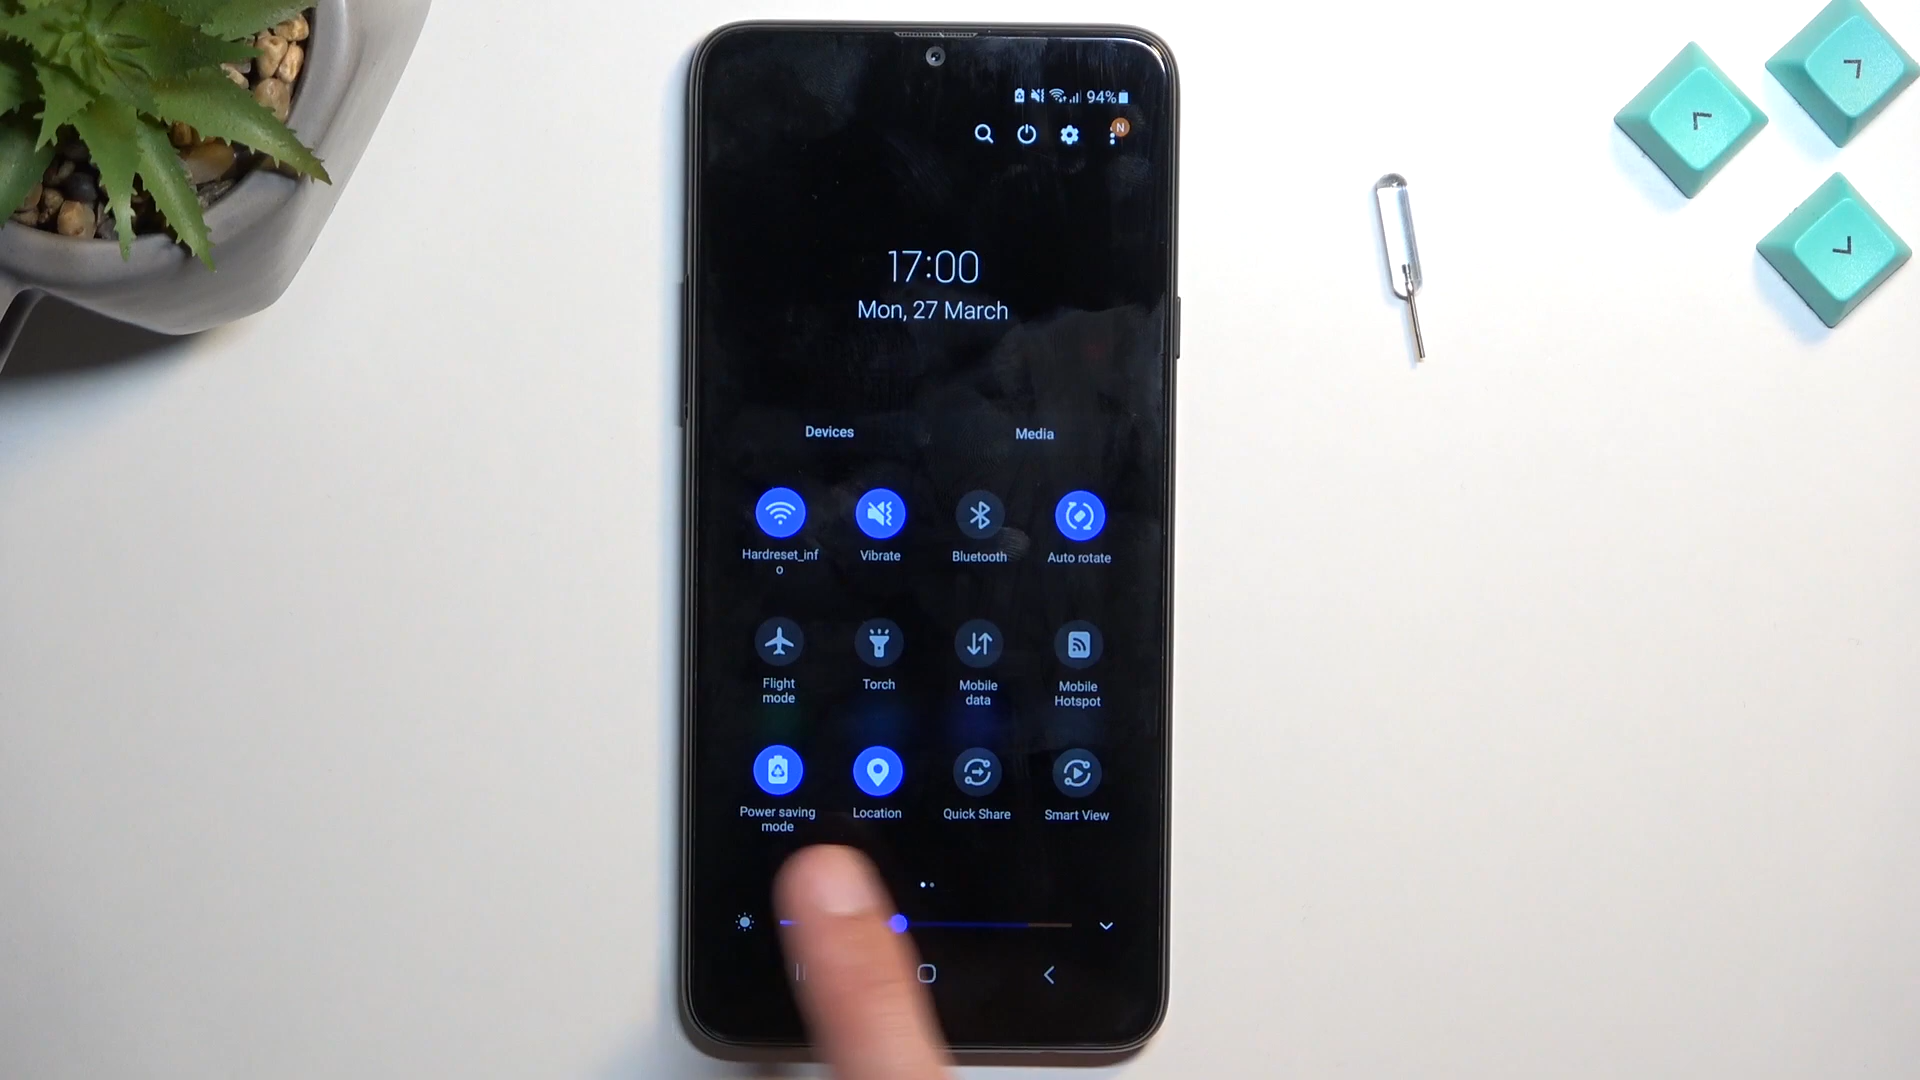 94%
N
17:00
Mon, 27 March
Devices
Media
Hardreset_inf
o
Vibrate
Bluetooth
Auto rotate
Flight
mode
Torch
Mobile
data
Mobile
Hotspot
Power saving
mode
Location
Quick Share
Smart View